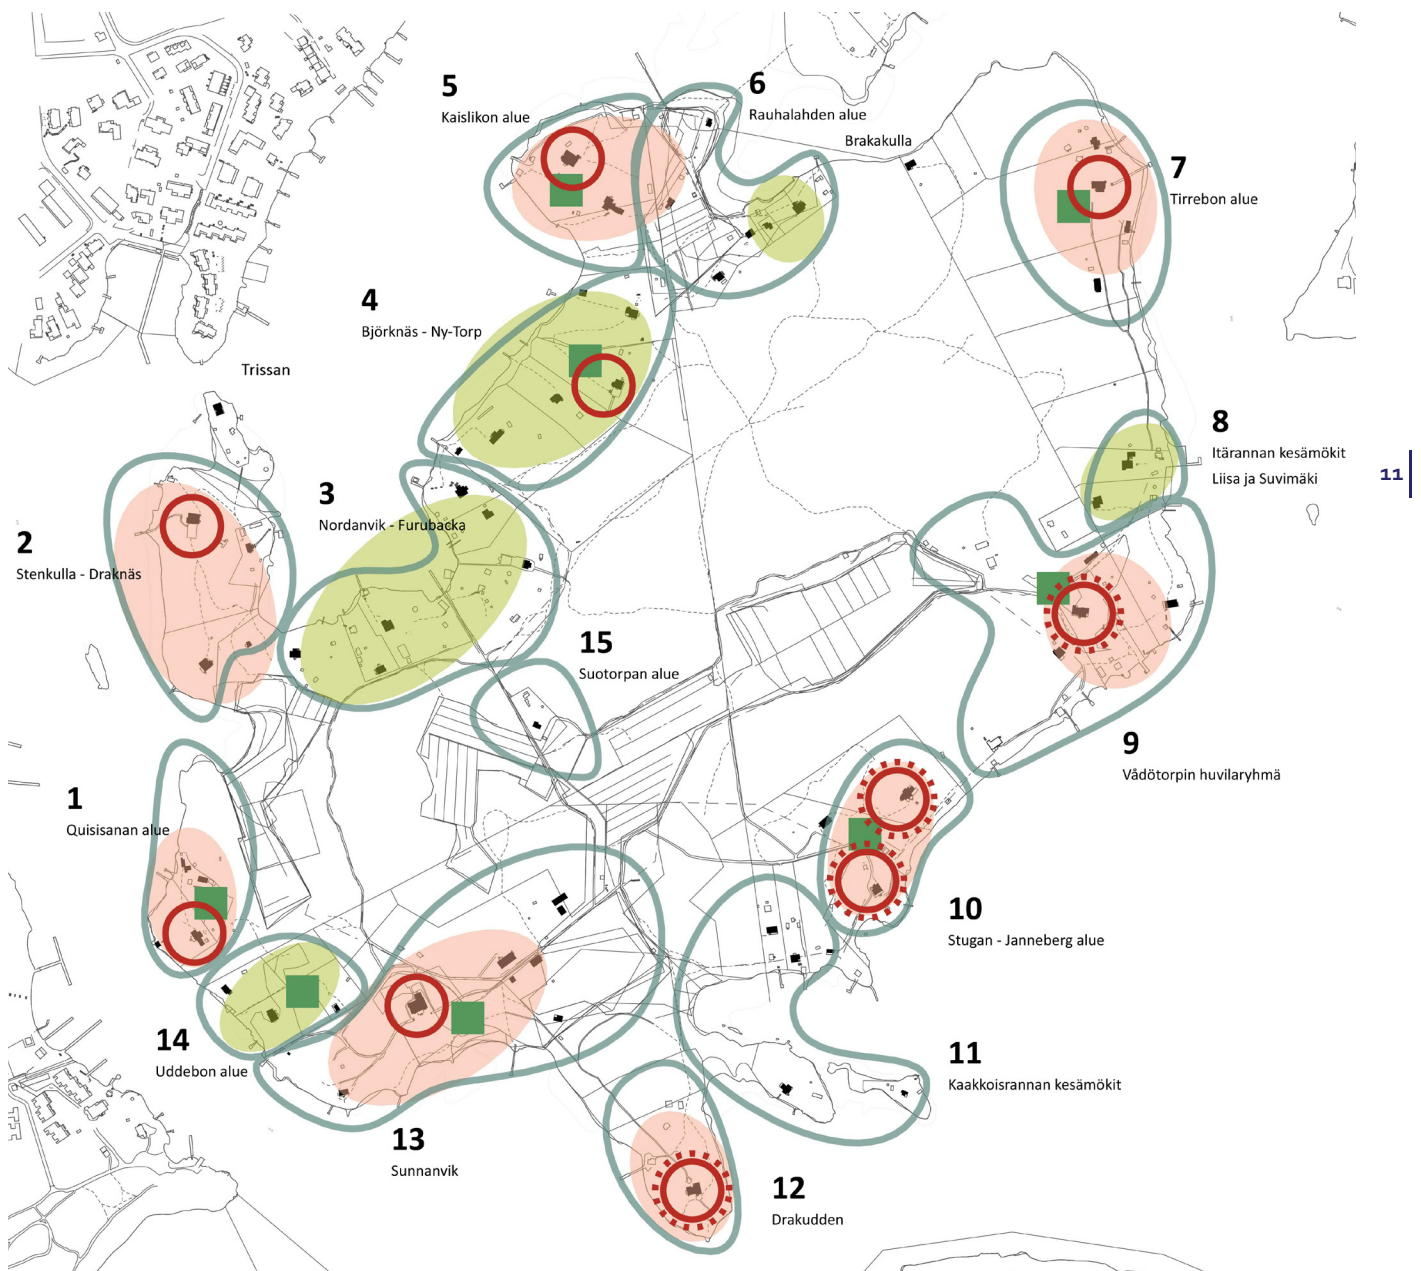 5
Kaislikon alue
6
Rauhalahden alue
Brakakulla
7
Tirrebon alue
4
Björknäs - Ny-Torp
Trissan
8
Itärannan kesämökit
Liisa ja Suvimäki
11
3
Nordanvik - Furubacka
2
Stenkulla - Draknäs
15
Suotorpan alue
9
Vådötorpin huvilaryhmä
1
Quisisanan alue
10
Stugan - Janneberg alue
14
Uddebon alue
11
Kaakkoisrannan kesämökit
13
Sunnanvik
12
Drakudden